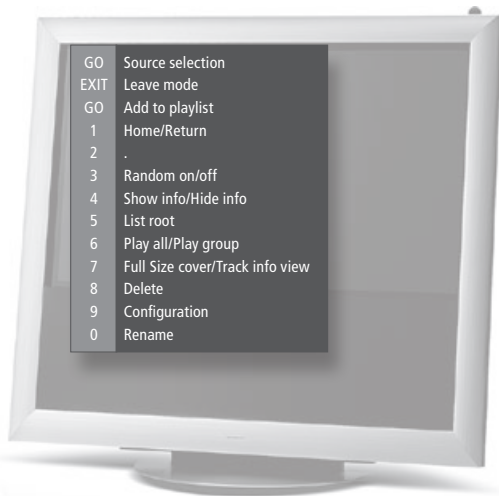 GO Source selection
EXIT Leave mode
GO Add to playlist
1 Home/Return
2 .
3 Random on/off
4 Show info/Hide info
5 List root
6 Play all/Play group
7 Full Size cover/Track info view
8 Delete
9 Configuration
0 Rename